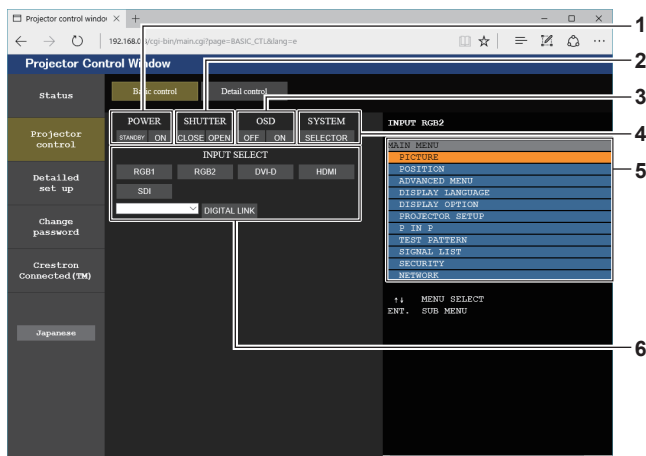 Projector control window
192.168.0.8/cgi-bin/main.cgi?page=BASIC_CTL&lang=e
Projector Control Window
Status
Projector control
Detailed set up
Change password
Crestron Connected(TM)
Japanese
Basic control
Detail control
POWER
STANDBY ON
SHUTTER
CLOSE OPEN
OSD
OFF ON
SYSTEM
SELECTOR
INPUT SELECT
RGB1 RGB2 DVI-D HDMI
SDI
DIGITAL LINK
INPUT RGB2
MAIN MENU
PICTURE
POSITION
ADVANCED MENU
DISPLAY LANGUAGE
DISPLAY OPTION
PROJECTOR SETUP
P IN P
TEST PATTERN
SIGNAL LIST
SECURITY
NETWORK
↑↓ MENU SELECT
ENT. SUB MENU
1
2
3
4
5
6